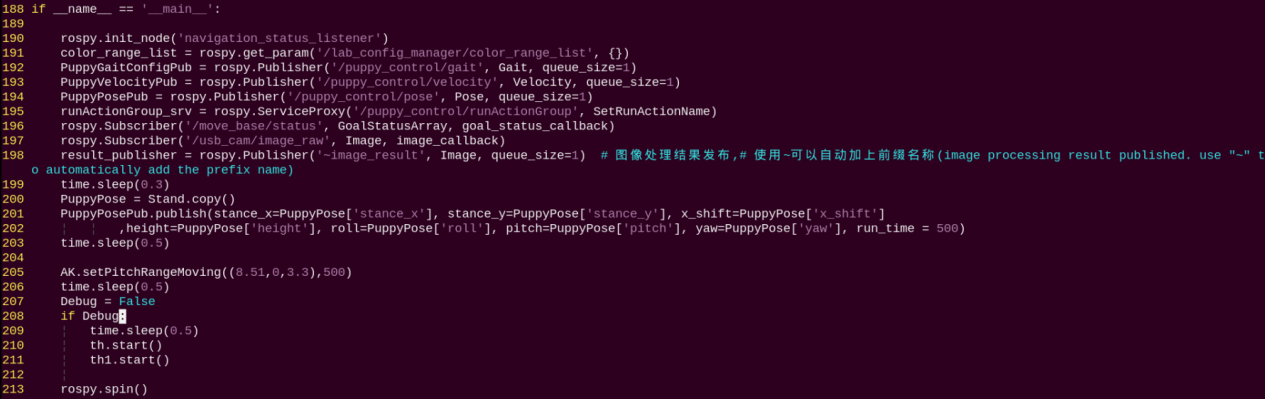 188 if __name__ == '__main__':
189
190     rospy.init_node('navigation_status_listener')
191     color_range_list = rospy.get_param('/lab_config_manager/color_range_list', {})
192     PuppyGaitConfigPub = rospy.Publisher('/puppy_control/gait', Gait, queue_size=1)
193     PuppyVelocityPub = rospy.Publisher('/puppy_control/velocity', Velocity, queue_size=1)
194     PuppyPosePub = rospy.Publisher('/puppy_control/pose', Pose, queue_size=1)
195     runActionGroup_srv = rospy.ServiceProxy('/puppy_control/runActionGroup', SetRunActionName)
196     rospy.Subscriber('/move_base/status', GoalStatusArray, goal_status_callback)
197     rospy.Subscriber('/usb_cam/image_raw', Image, image_callback)
198     result_publisher = rospy.Publisher('~image_result', Image, queue_size=1)  # 图像处理结果发布,# 使用~可以自动加上前缀名称(image processing result published. use "~" t
o automatically add the prefix name)
199     time.sleep(0.3)
200     PuppyPose = Stand.copy()
201     PuppyPosePub.publish(stance_x=PuppyPose['stance_x'], stance_y=PuppyPose['stance_y'], x_shift=PuppyPose['x_shift']
202     ¦   ¦   ,height=PuppyPose['height'], roll=PuppyPose['roll'], pitch=PuppyPose['pitch'], yaw=PuppyPose['yaw'], run_time = 500)
203     time.sleep(0.5)
204
205     AK.setPitchRangeMoving((8.51,0,3.3),500)
206     time.sleep(0.5)
207     Debug = False
208     if Debug:
209     ¦   time.sleep(0.5)
210     ¦   th.start()
211     ¦   th1.start()
212     ¦
213     rospy.spin()